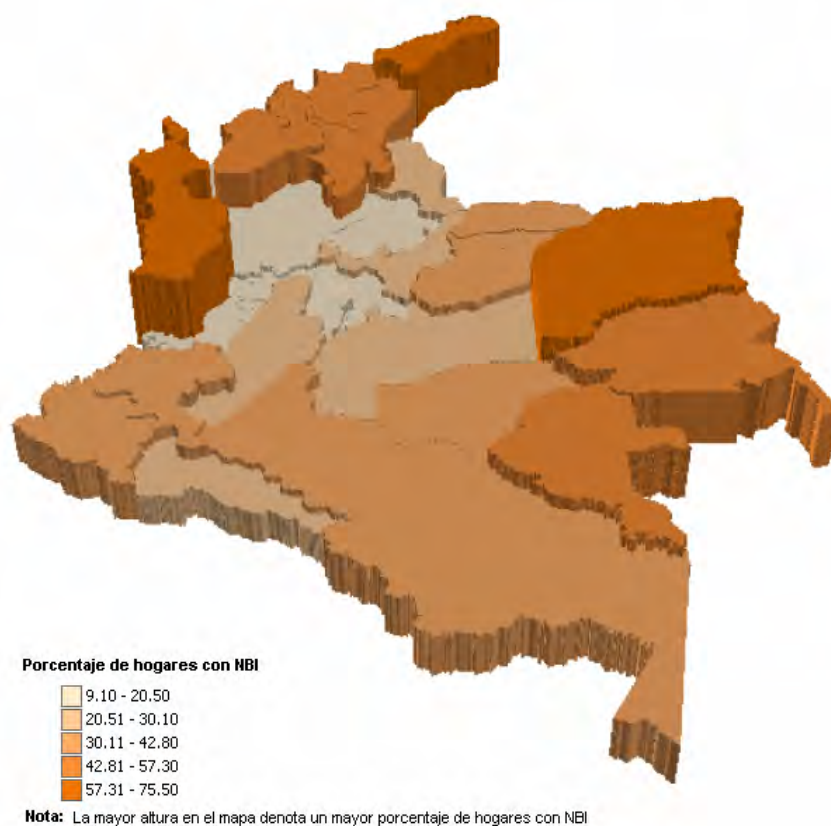 Porcentaje de hogares con NBI
9.10 - 20.50
20.51 - 30.10
30.11 - 42.80
42.81 - 57.30
57.31 - 75.50
Nota: La mayor altura en el mapa denota un mayor porcentaje de hogares con NBI